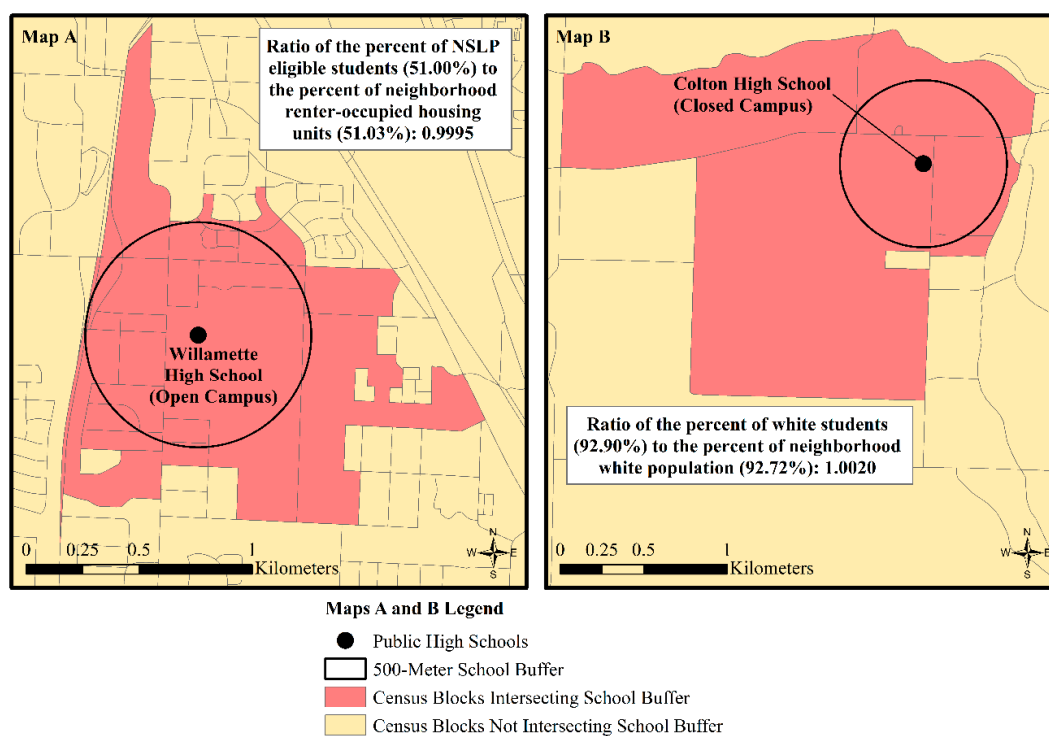 Map A
Ratio of the percent of NSLP
eligible students (51.00%) to
the percent of neighborhood
renter-occupied housing
units (51.03%): 0.9995
Willamette
High School
(Open Campus)
0 0.25 0.5 1
Kilometers
N
W E
S
Map B
Colton High School
(Closed Campus)
Ratio of the percent of white students
(92.90%) to the percent of neighborhood
white population (92.72%): 1.0020
0 0.25 0.5 1
Kilometers
N
W E
S
Maps A and B Legend
Public High Schools
500-Meter School Buffer
Census Blocks Intersecting School Buffer
Census Blocks Not Intersecting School Buffer